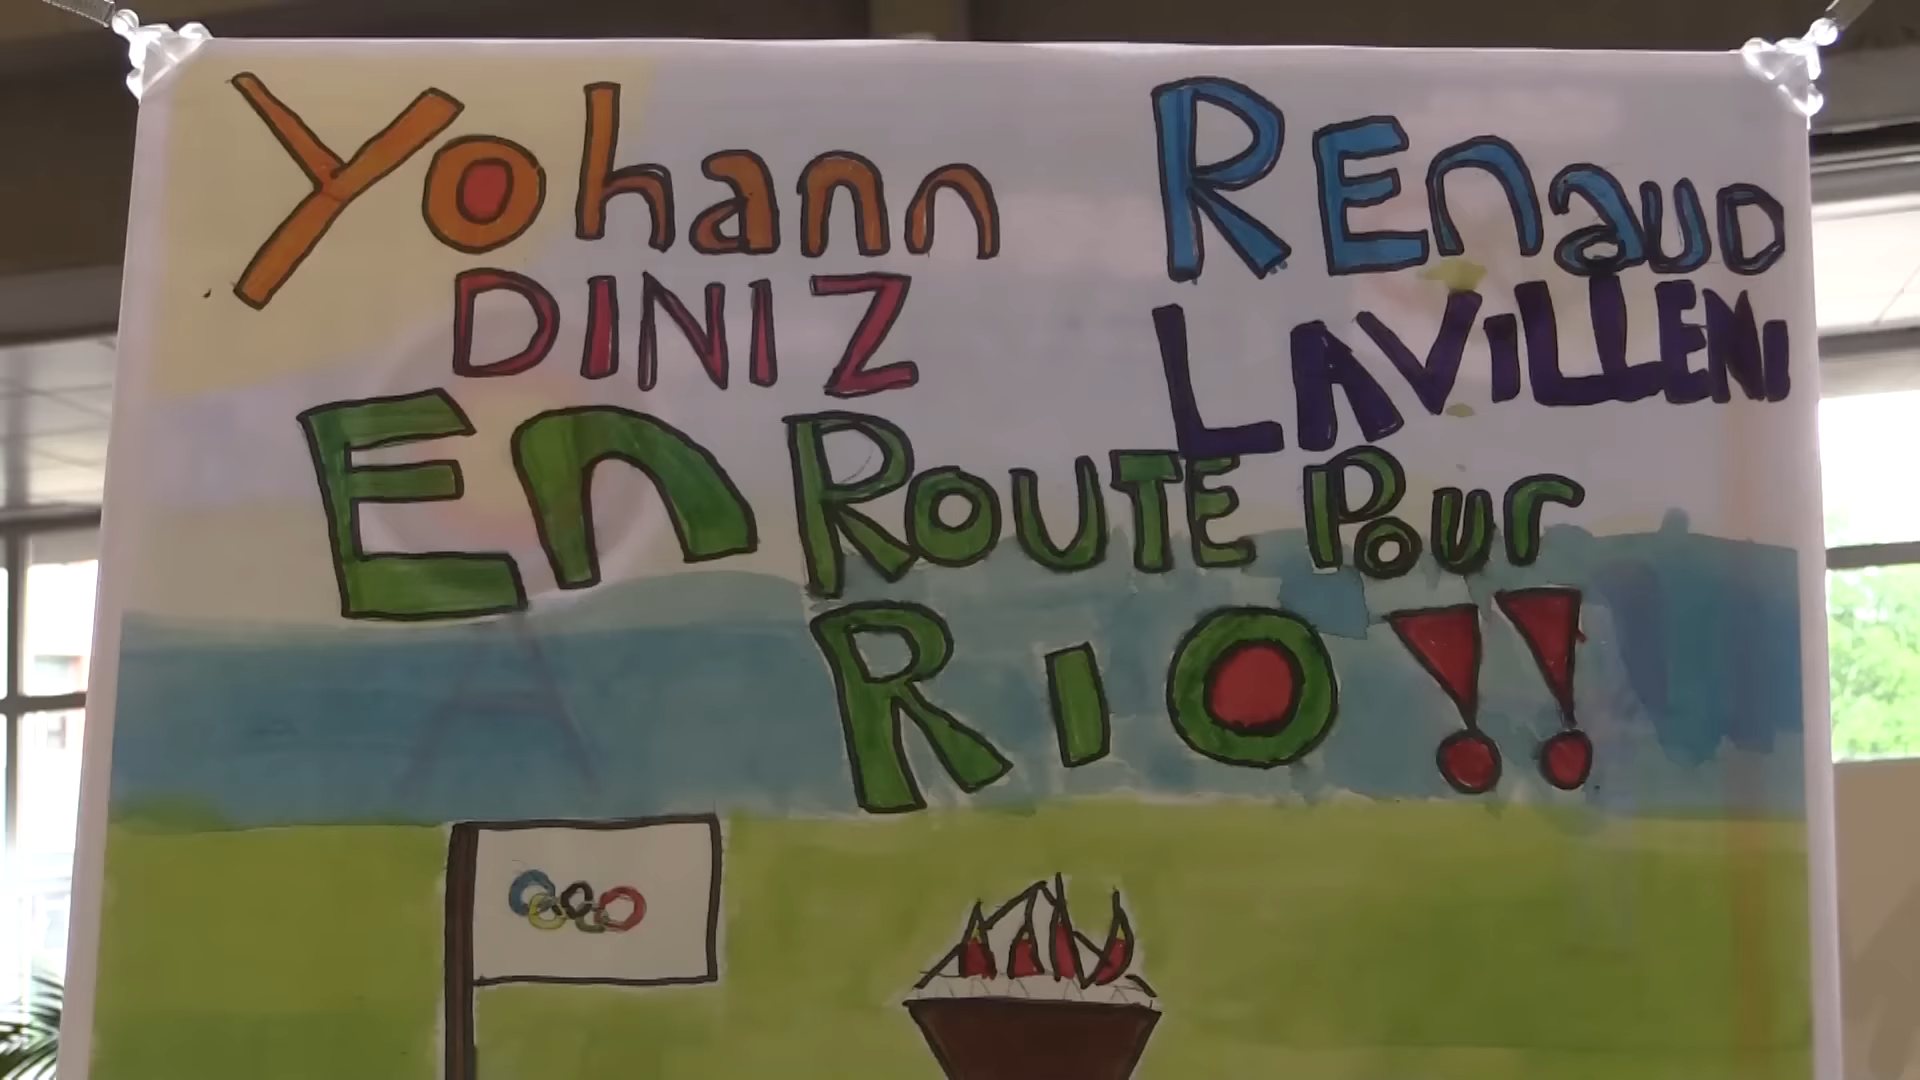 Yohann
DINIZ
REnauD
LAVILLENI
En ROUTE POur
RIO!!